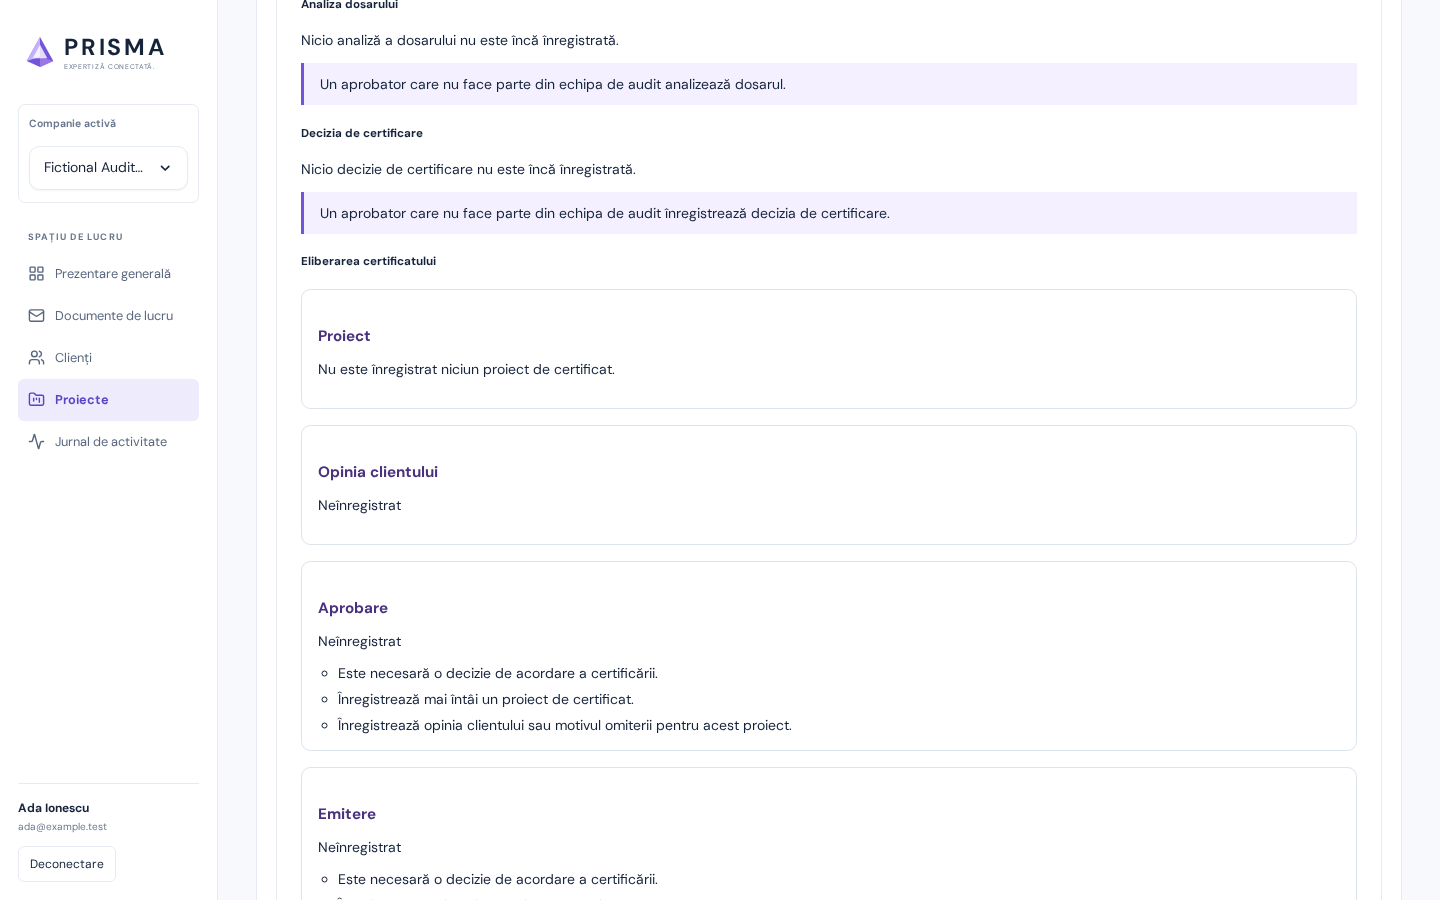 PRISMA
EXPERTIZĂ CONECTATĂ.
Companie activă
Fictional Audit...
SPAȚIU DE LUCRU
Prezentare generală
Documente de lucru
Clienți
Proiecte
Jurnal de activitate
Ada Ionescu
ada@example.test
Deconectare
Analiza dosarului
Nicio analiză a dosarului nu este încă înregistrată.
Un aprobator care nu face parte din echipa de audit analizează dosarul.
Decizia de certificare
Nicio decizie de certificare nu este încă înregistrată.
Un aprobator care nu face parte din echipa de audit înregistrează decizia de certificare.
Eliberarea certificatului
Proiect
Nu este înregistrat niciun proiect de certificat.
Opinia clientului
Neînregistrat
Aprobare
Neînregistrat
Este necesară o decizie de acordare a certificării.
Înregistrează mai întâi un proiect de certificat.
Înregistrează opinia clientului sau motivul omiterii pentru acest proiect.
Emitere
Neînregistrat
Este necesară o decizie de acordare a certificării.